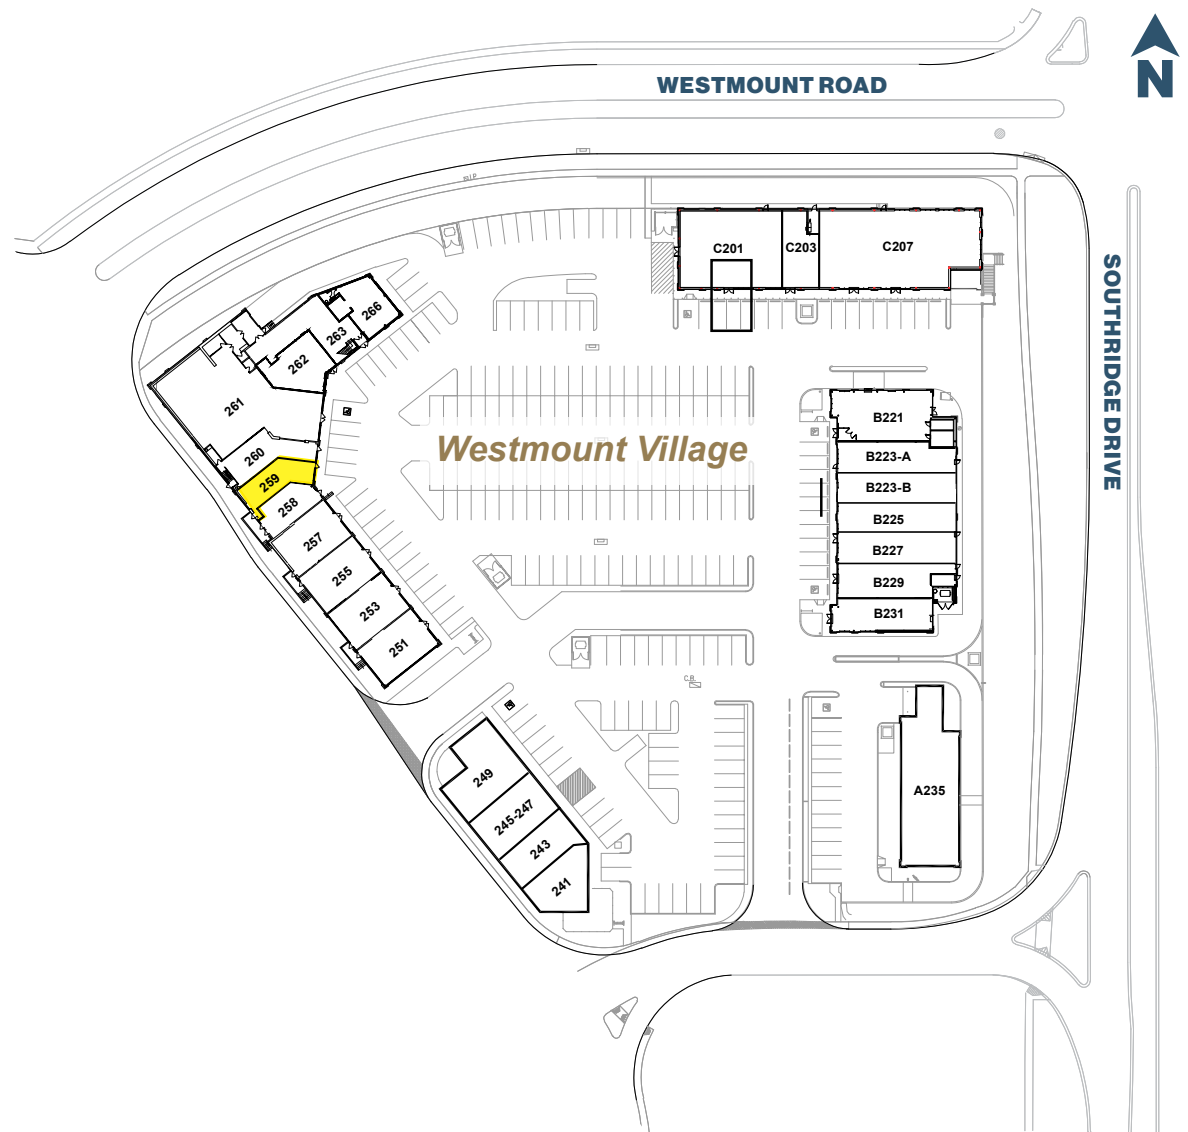 WESTMOUNT ROAD
N
SOUTHRIDGE DRIVE
C201
C203
C207
266
263
262
261
260
259
258
257
255
253
251
Westmount Village
B221
B223-A
B223-B
B225
B227
B229
B231
C.B.
A235
249
245-247
243
241